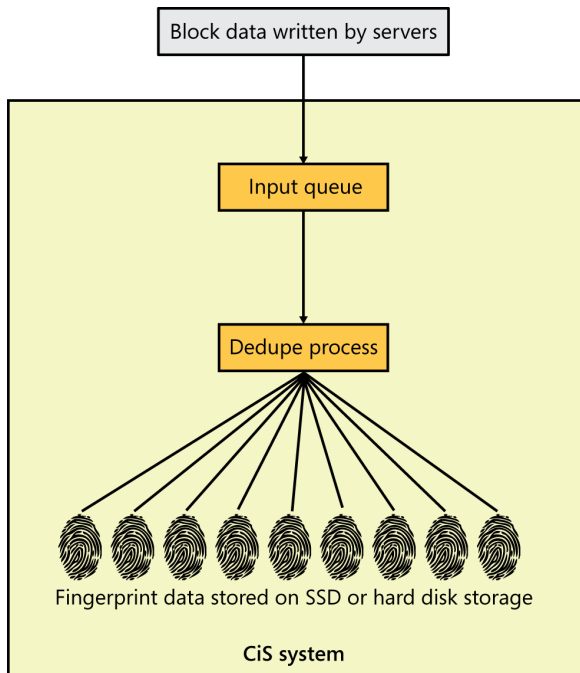 Block data written by servers
Input queue
Dedupe process
Fingerprint data stored on SSD or hard disk storage
CiS system